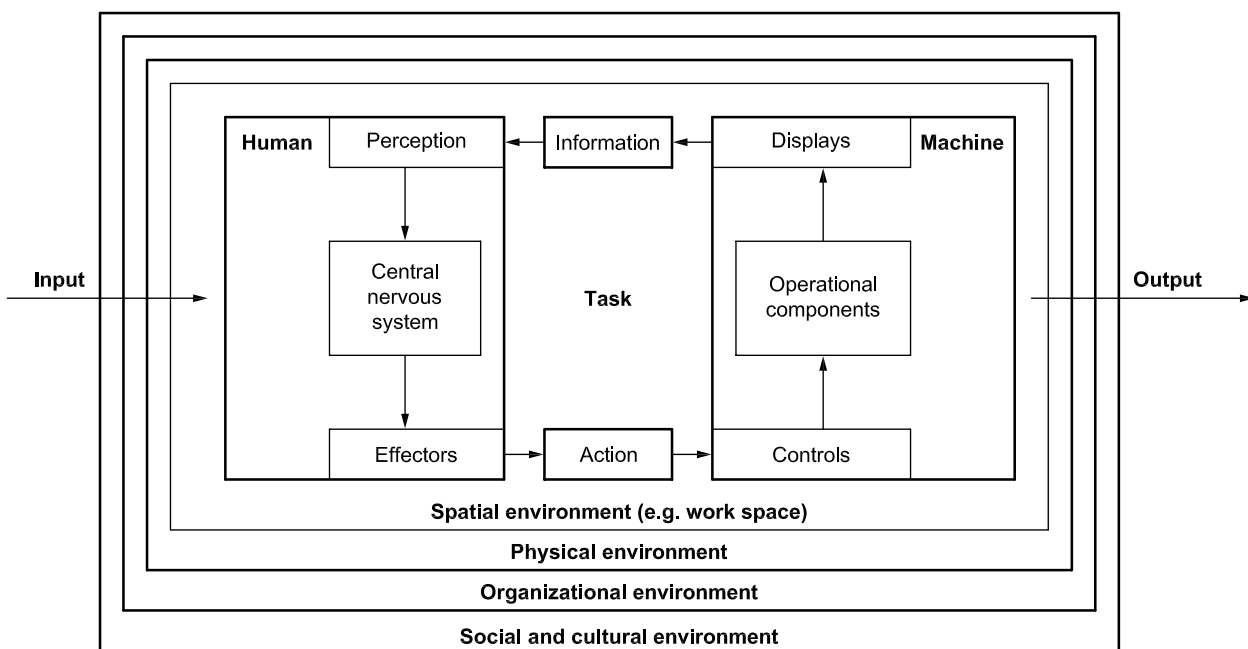 Human
Perception
Information
Displays
Machine
Input
Central
nervous
system
Task
Operational
components
Output
Effectors
Action
Controls
Spatial environment (e.g. work space)
Physical environment
Organizational environment
Social and cultural environment